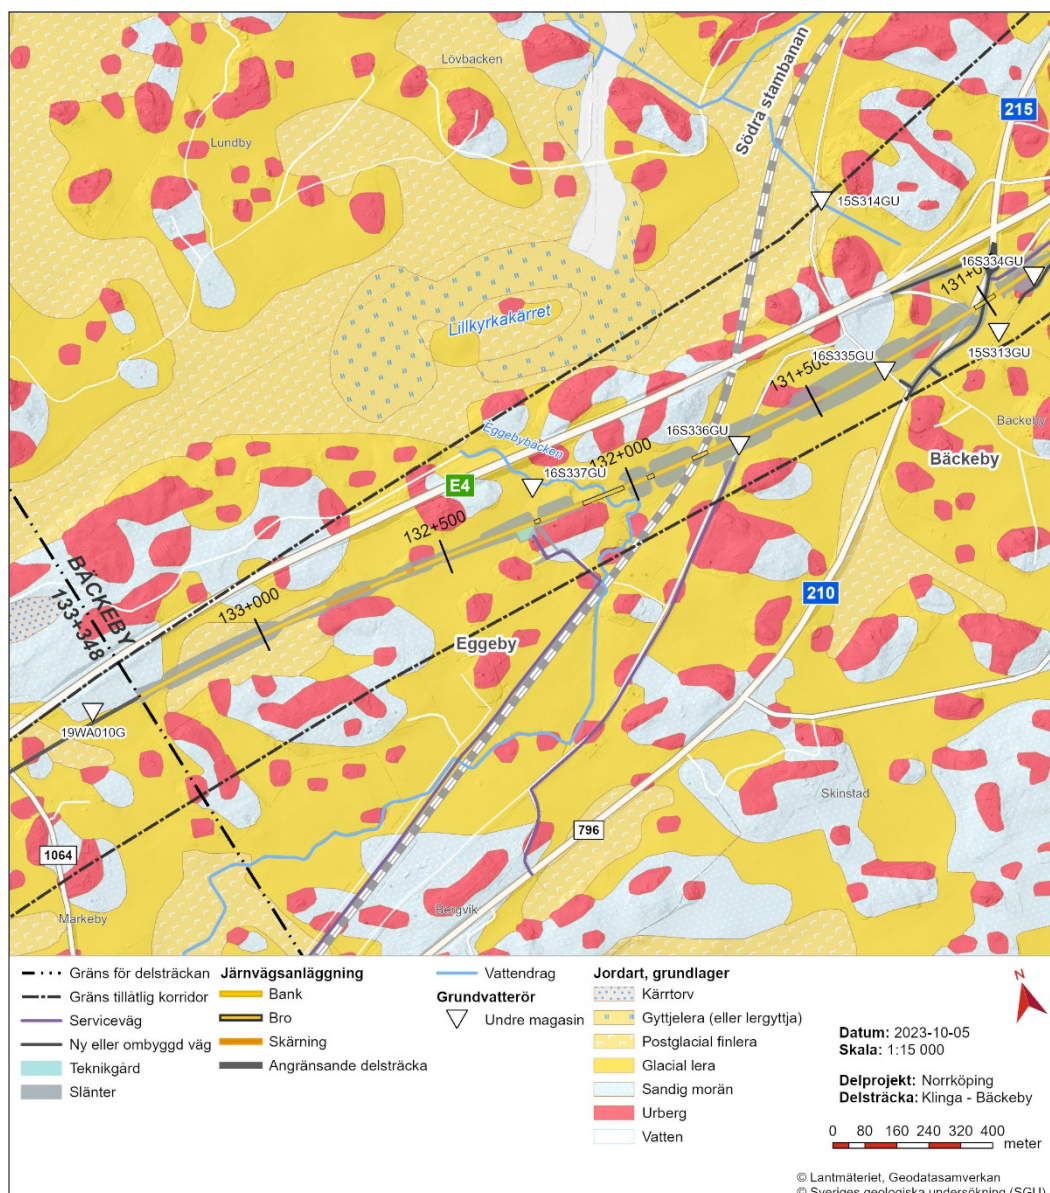 Lövbacken
Lundby
Södra stambanan
215
15S314GU
16S334GU
131+
15S313GU
Lillkyrkakärret
16S335GU
131+500
Bäckeby
Bäckeby
16S336GU
Eggebybäcken
132+000
16S337GU
E4
132+500
BÄCKEBY
133+348
133+000
210
Eggeby
19WA010G
Skinstad
796
1064
Bergvik
Markeby
Gräns för delsträckan
Gräns tillåtlig korridor
Serviceväg
Ny eller ombyggd väg
Teknikgård
Slänter
Järnvägsanläggning
Bank
Bro
Skärning
Angränsande delsträcka
Vattendrag
Grundvatterör
Undre magasin
Jordart, grundlager
Kärrtorv
Gyttjelera (eller lergyttja)
Postglacial finlera
Glacial lera
Sandig morän
Urberg
Vatten
N
Datum: 2023-10-05
Skala: 1:15 000
Delprojekt: Norrköping
Delsträcka: Klinga - Bäckeby
0 80 160 240 320 400
meter
© Lantmäteriet, Geodatasamverkan
© Sveriges geologiska undersökning (SGU)